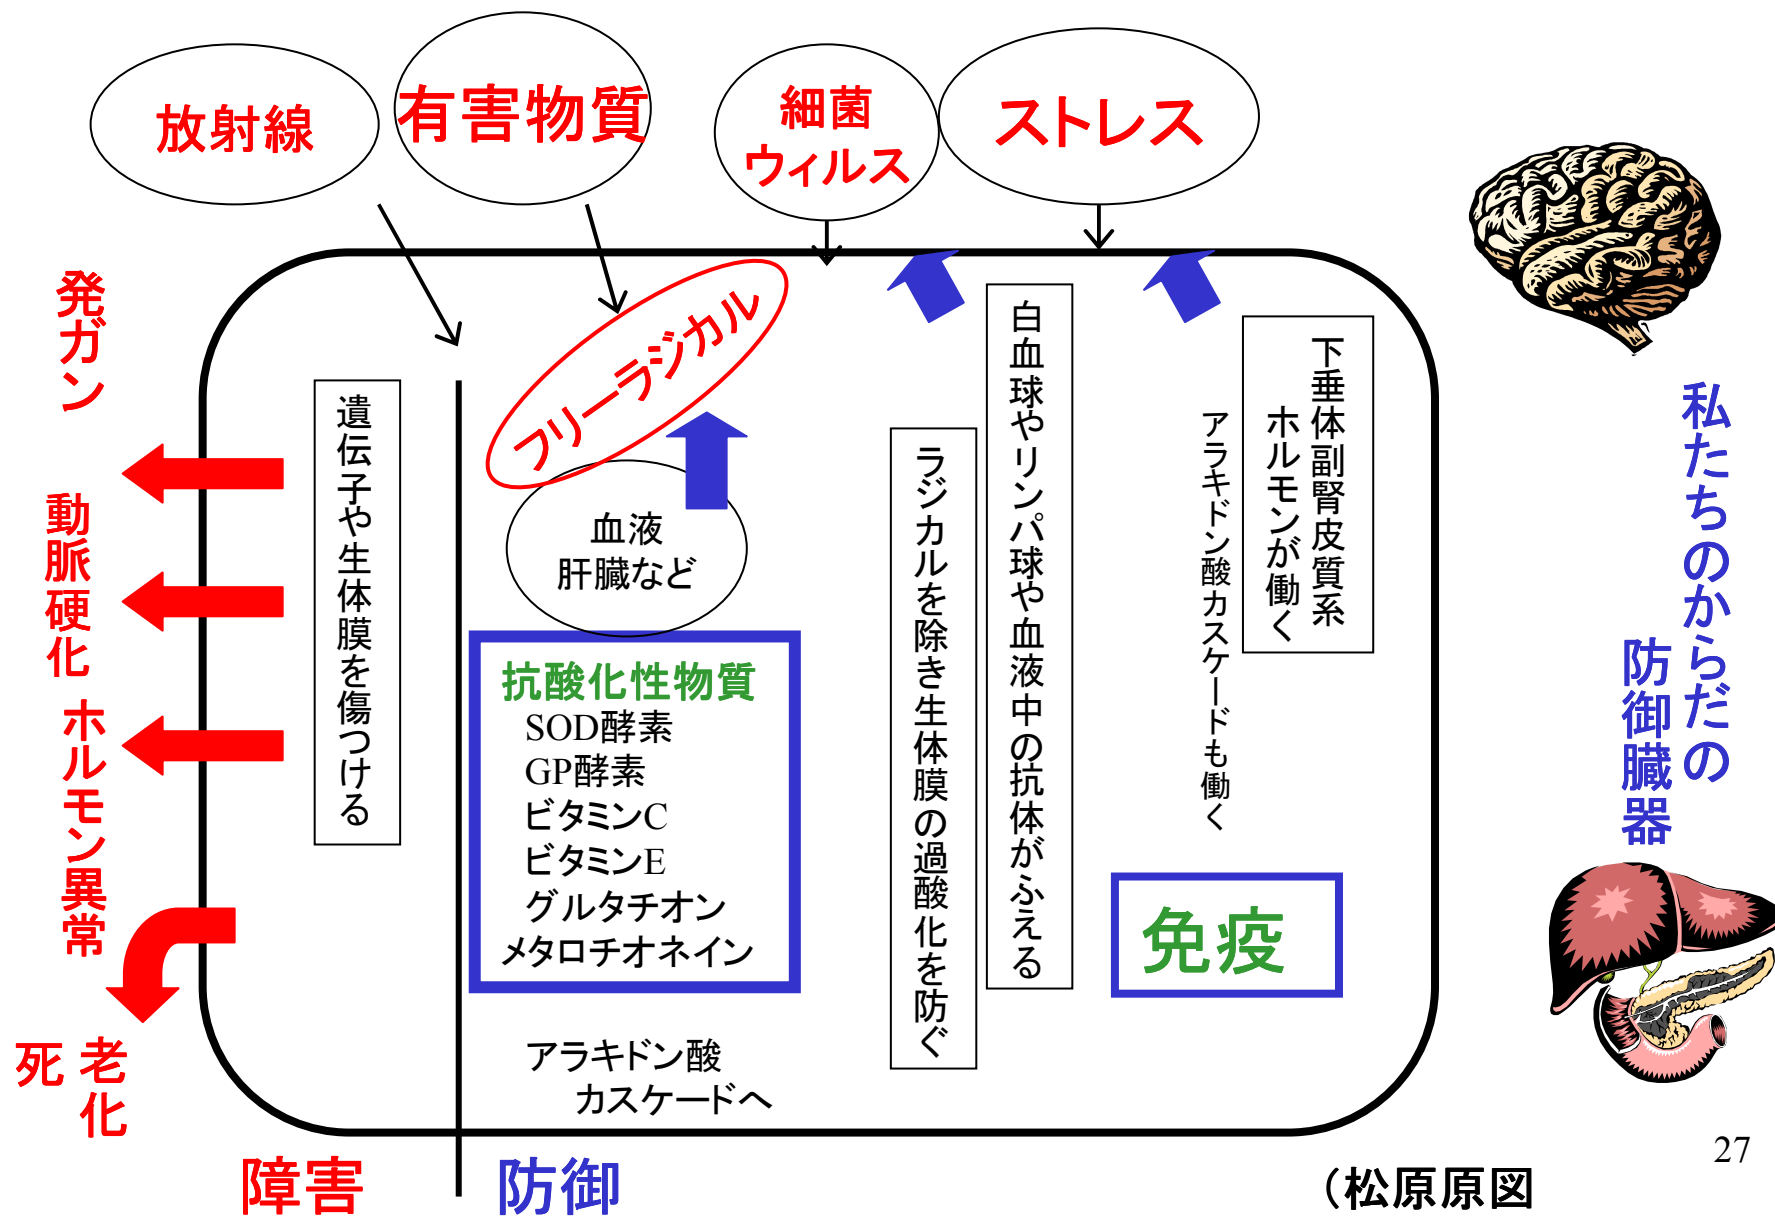 放射線
有害物質
細菌
ウィルス
ストレス
発ガン
動脈硬化
ホルモン異常
老化
死
遺伝子や生体膜を傷つける
フリーラジカル
血液
肝臓など
抗酸化性物質
SOD酵素
GP酵素
ビタミンC
ビタミンE
グルタチオン
メタロチオネイン
アラキドン酸
カスケードへ
ラジカルを除き生体膜の過酸化を防ぐ
白血球やリンパ球や血液中の抗体がふえる
下垂体副腎皮質系
ホルモンが働く
アラキドン酸カスケードも働く
免疫
私たちのからだの
防御臓器
障害
防御
（松原原図
27